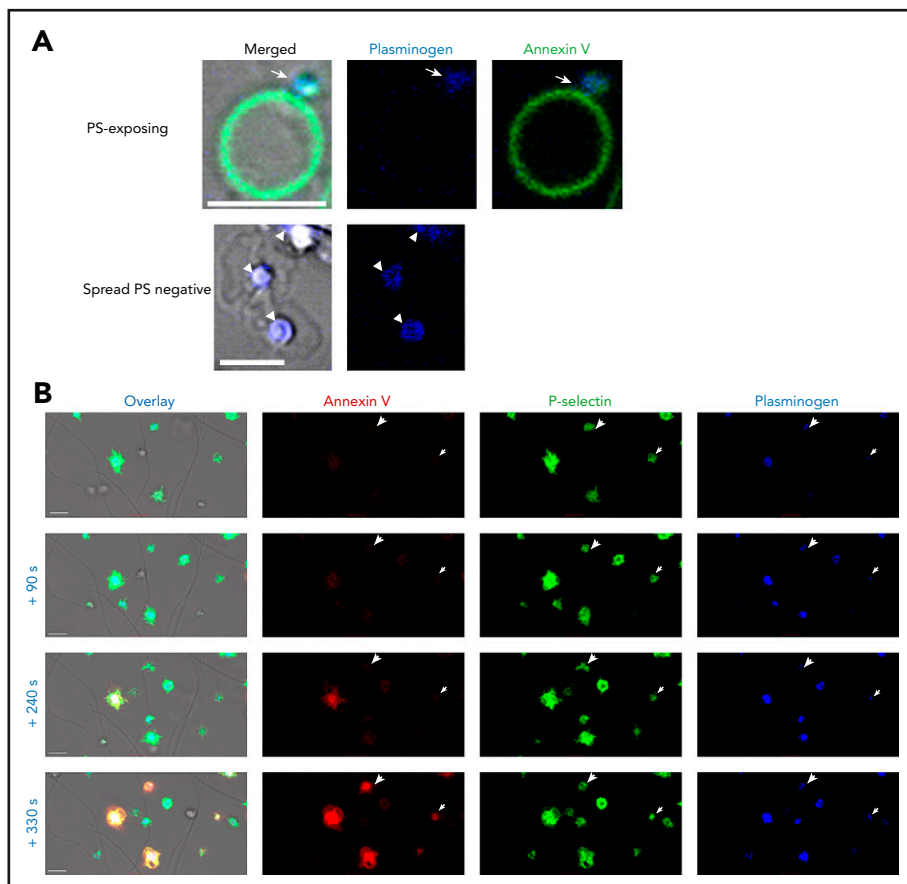 A
Merged Plasminogen Annexin V
PS-exposing
Spread PS negative
B
Overlay Annexin V P-selectin Plasminogen
+ 90 s
+ 240 s
+ 330 s